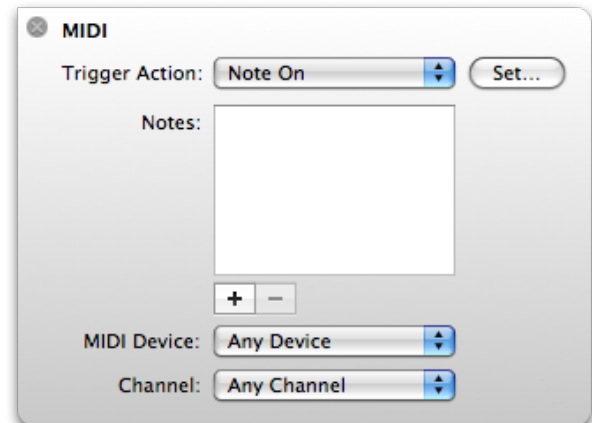 MIDI
Trigger Action: Note On Set...
Notes:
+ −
MIDI Device: Any Device
Channel: Any Channel